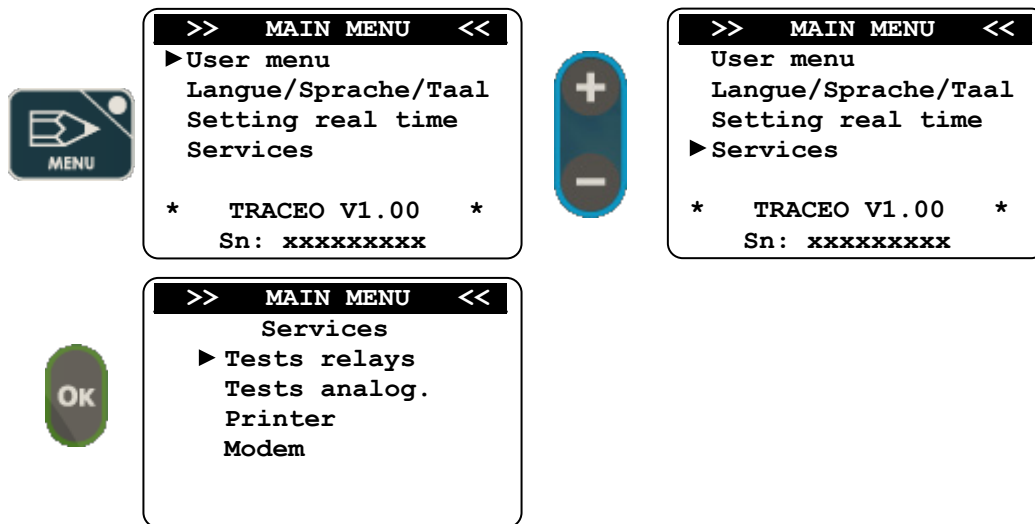 >> MAIN MENU <<
►User menu
Langue/Sprache/Taal
Setting real time
Services
* TRACEO V1.00 *
Sn: xxxxxxxxx
MENU
+
−
>> MAIN MENU <<
User menu
Langue/Sprache/Taal
Setting real time
►Services
* TRACEO V1.00 *
Sn: xxxxxxxxx
OK
>> MAIN MENU <<
Services
►Tests relays
Tests analog.
Printer
Modem